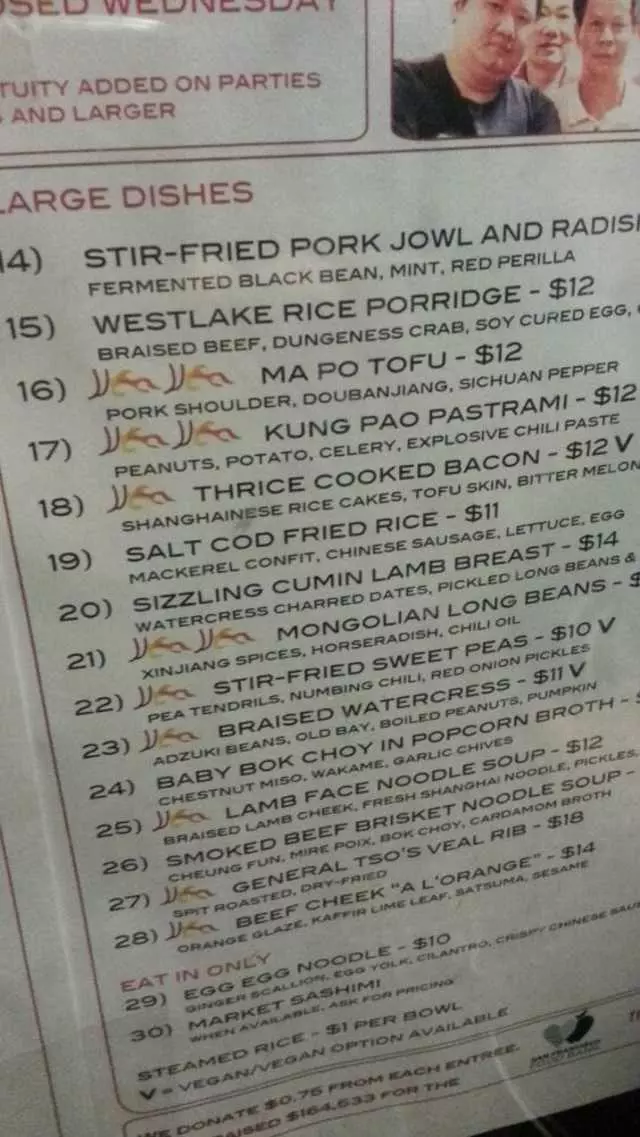 OSED WEDNESDAY
TUITY ADDED ON PARTIES
AND LARGER
LARGE DISHES
14) STIR-FRIED PORK JOWL AND RADISH
FERMENTED BLACK BEAN, MINT, RED PERILLA
15) WESTLAKE RICE PORRIDGE - $12
BRAISED BEEF, DUNGENESS CRAB, SOY CURED EGG,
16) MA PO TOFU - $12
PORK SHOULDER, DOUBANJIANG, SICHUAN PEPPER
17) KUNG PAO PASTRAMI - $12
PEANUTS, POTATO, CELERY, EXPLOSIVE CHILI PASTE
18) THRICE COOKED BACON - $12 V
SHANGHAINESE RICE CAKES, TOFU SKIN, BITTER MELON
19) SALT COD FRIED RICE - $11
MACKEREL CONFIT, CHINESE SAUSAGE, LETTUCE, EGG
20) SIZZLING CUMIN LAMB BREAST - $14
WATERCRESS CHARRED DATES, PICKLED LONG BEANS &
21) MONGOLIAN LONG BEANS - $
XINJIANG SPICES, HORSERADISH, CHILI OIL
22) STIR-FRIED SWEET PEAS - $10 V
PEA TENDRILS, NUMBING CHILI, RED ONION PICKLES
23) BRAISED WATERCRESS - $11 V
ADZUKI BEANS, OLD BAY, BOILED PEANUTS, PUMPKIN
24) BABY BOK CHOY IN POPCORN BROTH - $
CHESTNUT MISO, WAKAME, GARLIC CHIVES
25) LAMB FACE NOODLE SOUP - $12
BRAISED LAMB CHEEK, FRESH SHANGHAI NOODLE, PICKLES,
26) SMOKED BEEF BRISKET NOODLE SOUP -
CHEUNG FUN, MIRE POIX, BOK CHOY, CARDAMOM BROTH
27) GENERAL TSO'S VEAL RIB - $18
SPIT ROASTED, DRY-FRIED
28) BEEF CHEEK "A L'ORANGE" - $14
ORANGE GLAZE, KAFFIR LIME LEAF, SATSUMA, SESAME
EAT IN ONLY
29) EGG EGG NOODLE - $10
GINGER SCALLION, EGG YOLK, CILANTRO, CRISPY CHINESE SAU
30) MARKET SASHIMI
WHEN AVAILABLE, ASK FOR PRICING
STEAMED RICE - $1 PER BOWL
V = VEGAN/VEGAN OPTION AVAILABLE
WE DONATE $0.75 FROM EACH ENTREE.
AISED $164,533 FOR THE
SAN FRANCISCO
FOOD BANK